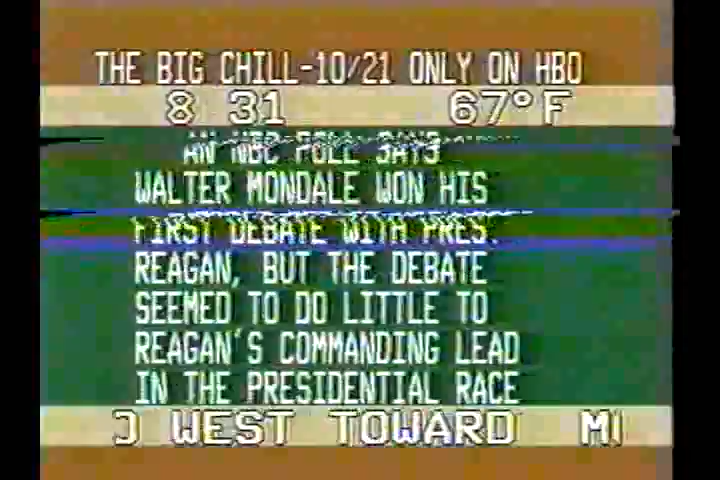 THE BIG CHILL-10/21 ONLY ON HBO
8 31 67°F
AN NBC POLL SAYS
WALTER MONDALE WON HIS
FIRST DEBATE WITH PRES.
REAGAN, BUT THE DEBATE
SEEMED TO DO LITTLE TO
REAGAN'S COMMANDING LEAD
IN THE PRESIDENTIAL RACE
WEST TOWARD